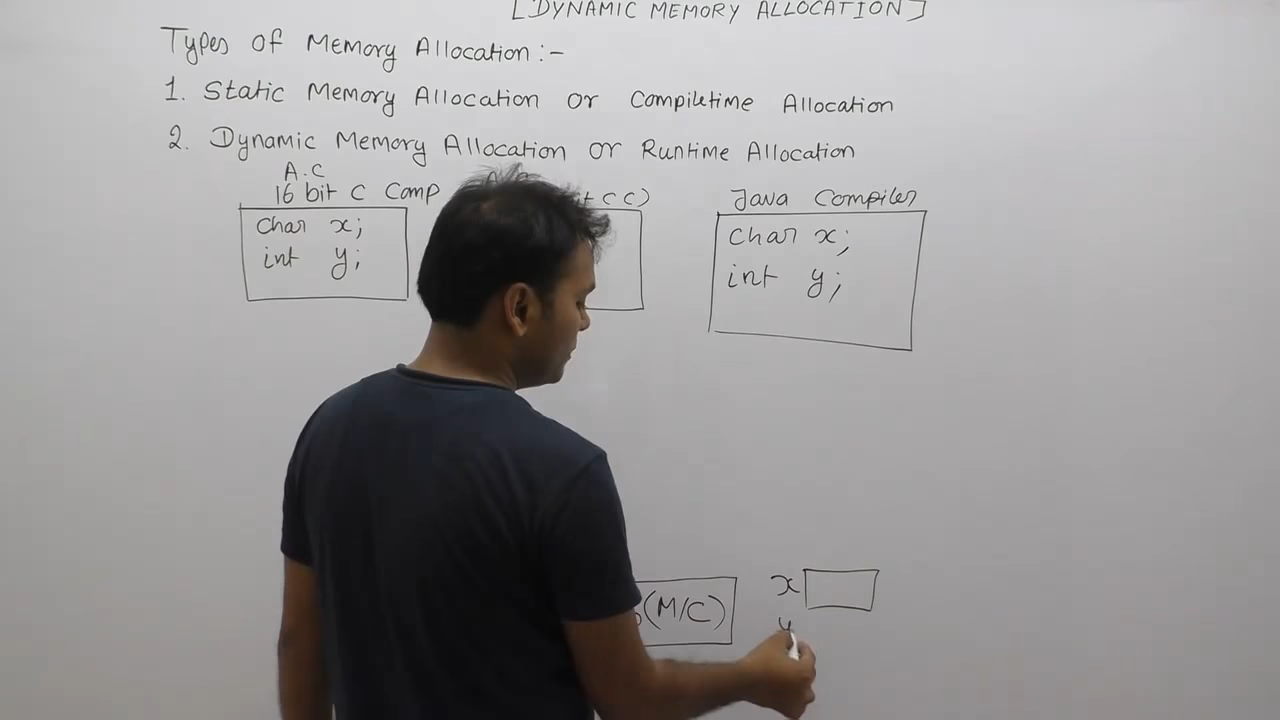 [DYNAMIC MEMORY ALLOCATION]
Types of Memory Allocation :-
1. Static Memory Allocation or Compiletime Allocation
2. Dynamic Memory Allocation or Runtime Allocation
A.C
16 bit C Comp
C C)
Java Compiler
char x;
int y;
char x;
int y;
(M/C)
x
y